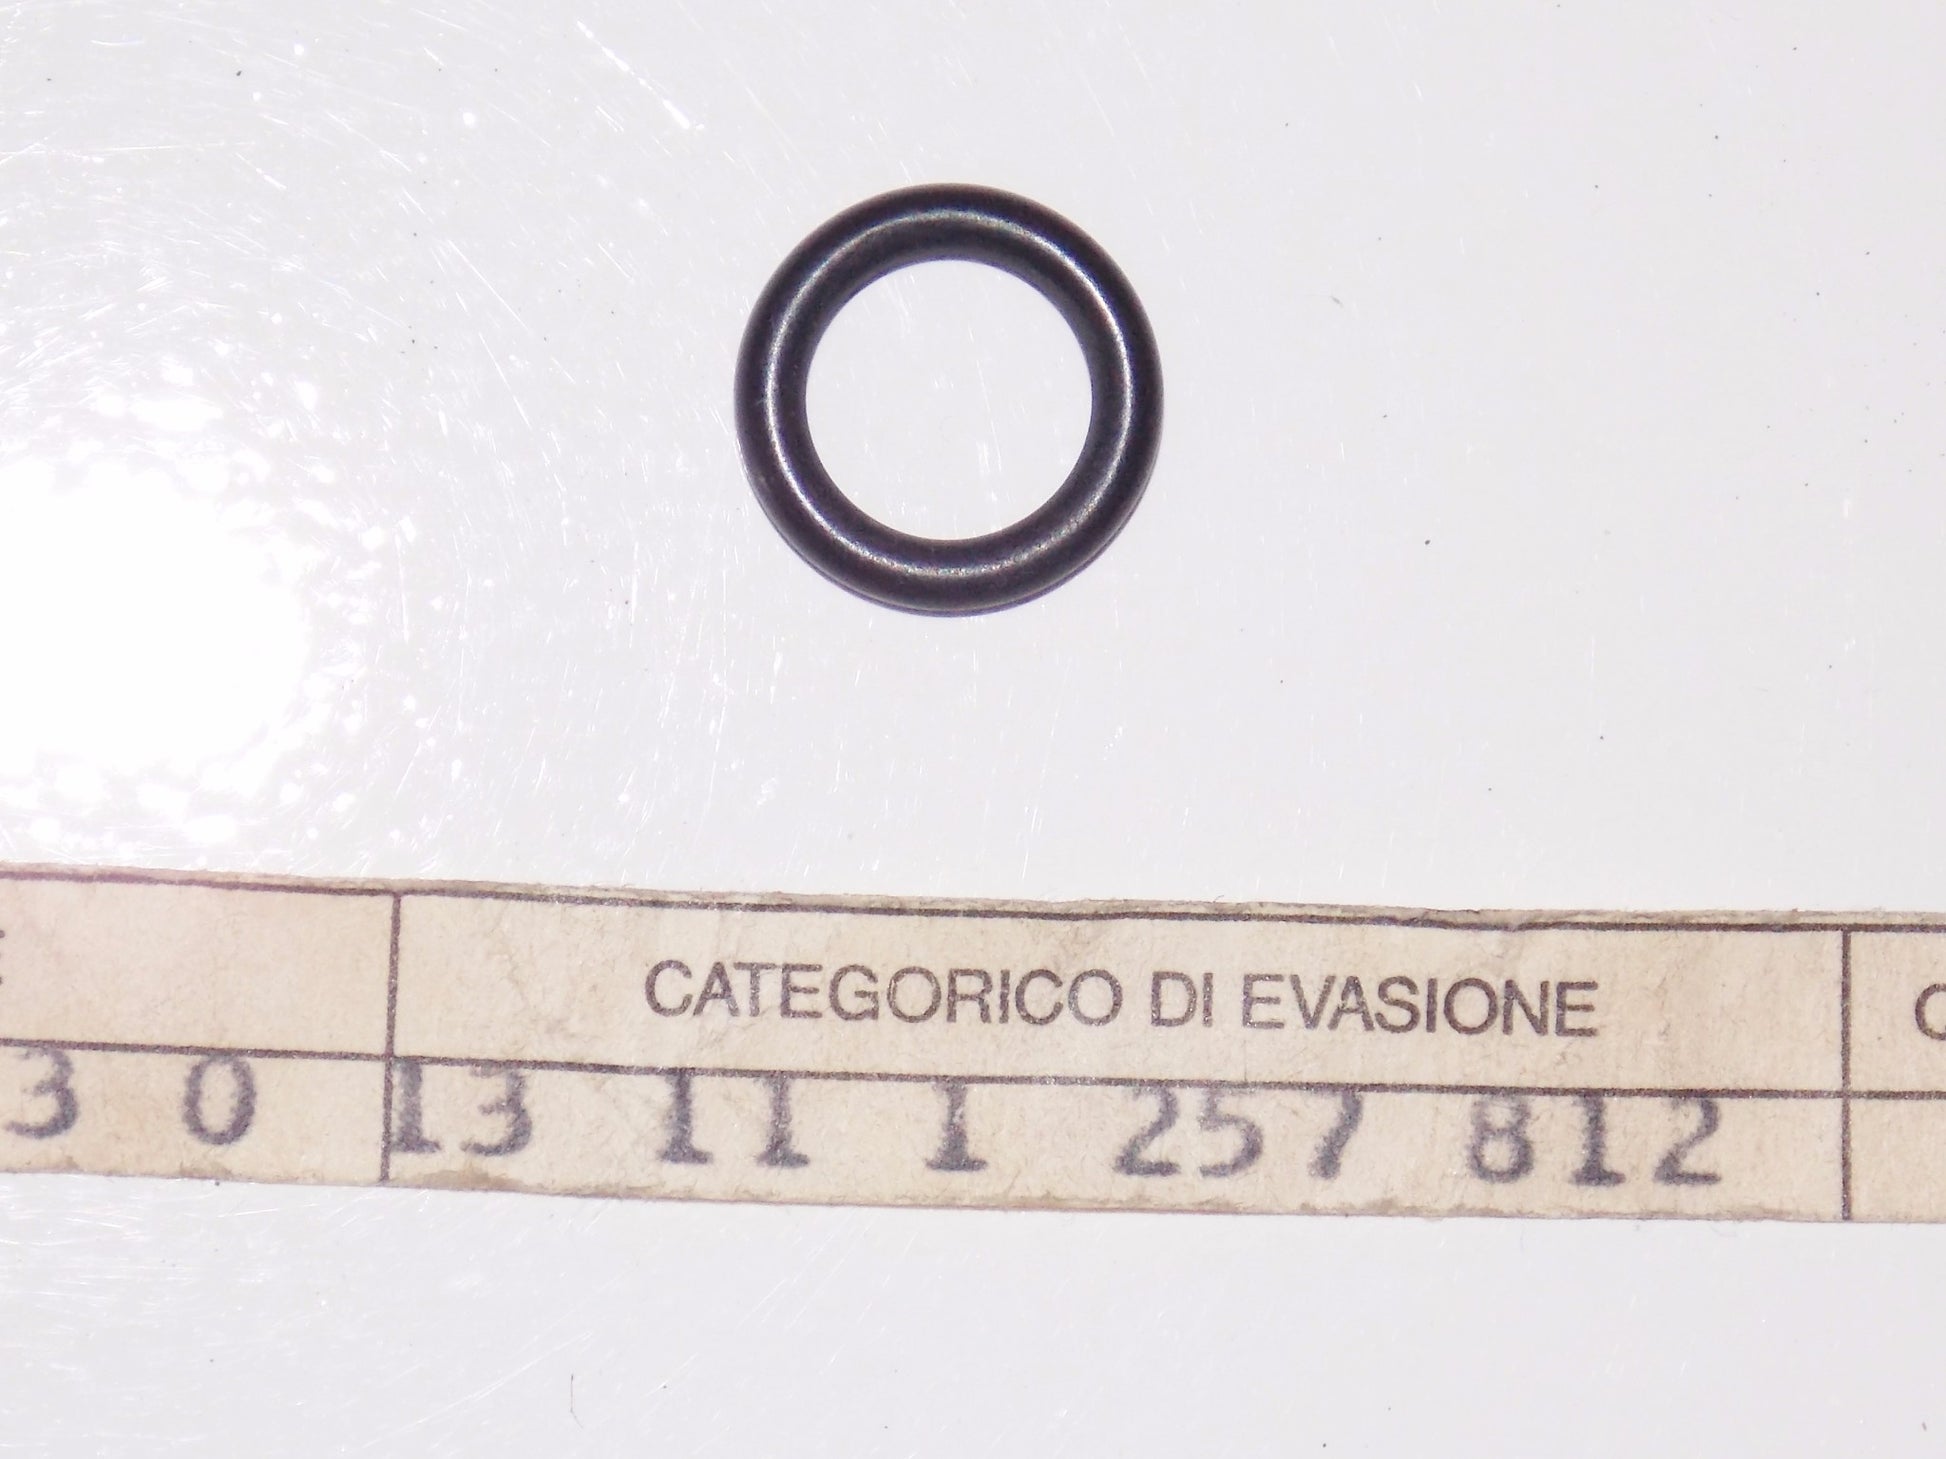 CATEGORICO DI EVASIONE
3 0 13 11 1 257 812